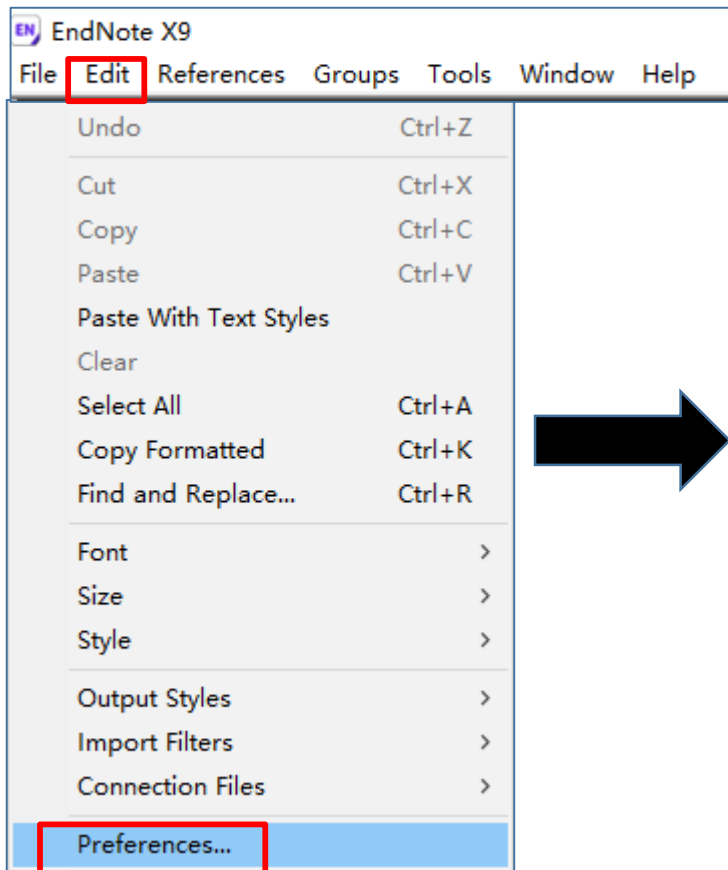 EN EndNote X9
File Edit References Groups Tools Window Help
Undo Ctrl+Z
Cut Ctrl+X
Copy Ctrl+C
Paste Ctrl+V
Paste With Text Styles
Clear
Select All Ctrl+A
Copy Formatted Ctrl+K
Find and Replace... Ctrl+R
Font >
Size >
Style >
Output Styles >
Import Filters >
Connection Files >
Preferences...